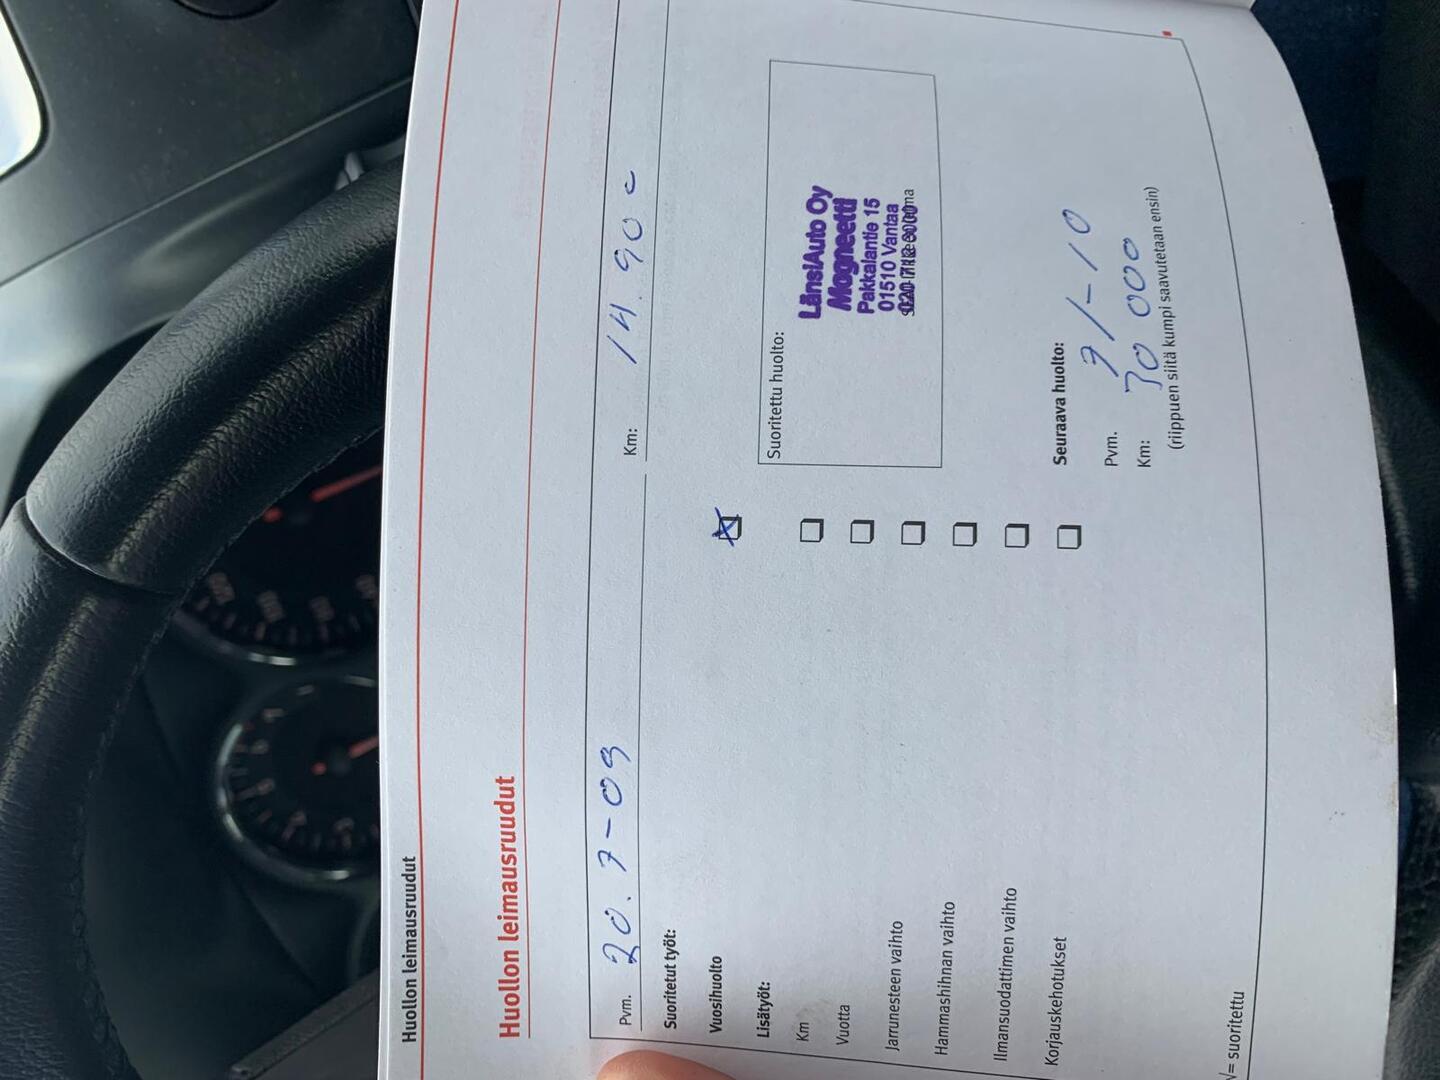 Huollon leimausruudut
Huollon leimausruudut
Pvm. 20.7-09 Km: 14.900
Suoritetut työt:
Vuosihuolto
Lisätyöt:
Km
Vuotta
Jarrunesteen vaihto
Hammashihnan vaihto
Ilmansuodattimen vaihto
Korjauskehotukset
Suoritettu huolto:
LänsiAuto Oy
Magneetti
Pakkalantie 15
01510 Vantaa
Seuraava huolto:
Pvm. 7/-10
Km: 30 000
(riippuen siitä kumpi saavutetaan ensin)
√= suoritettu